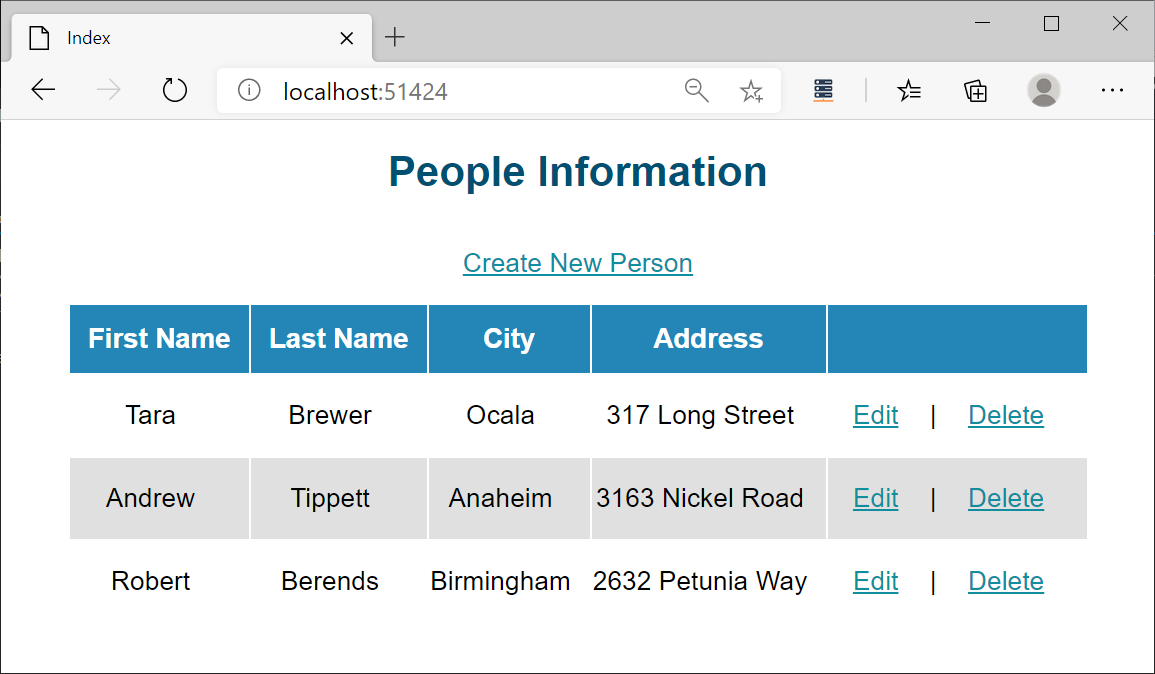 Index
localhost:51424
People Information
Create New Person
First Name Last Name City Address
Tara Brewer Ocala 317 Long Street Edit | Delete
Andrew Tippett Anaheim 3163 Nickel Road Edit | Delete
Robert Berends Birmingham 2632 Petunia Way Edit | Delete